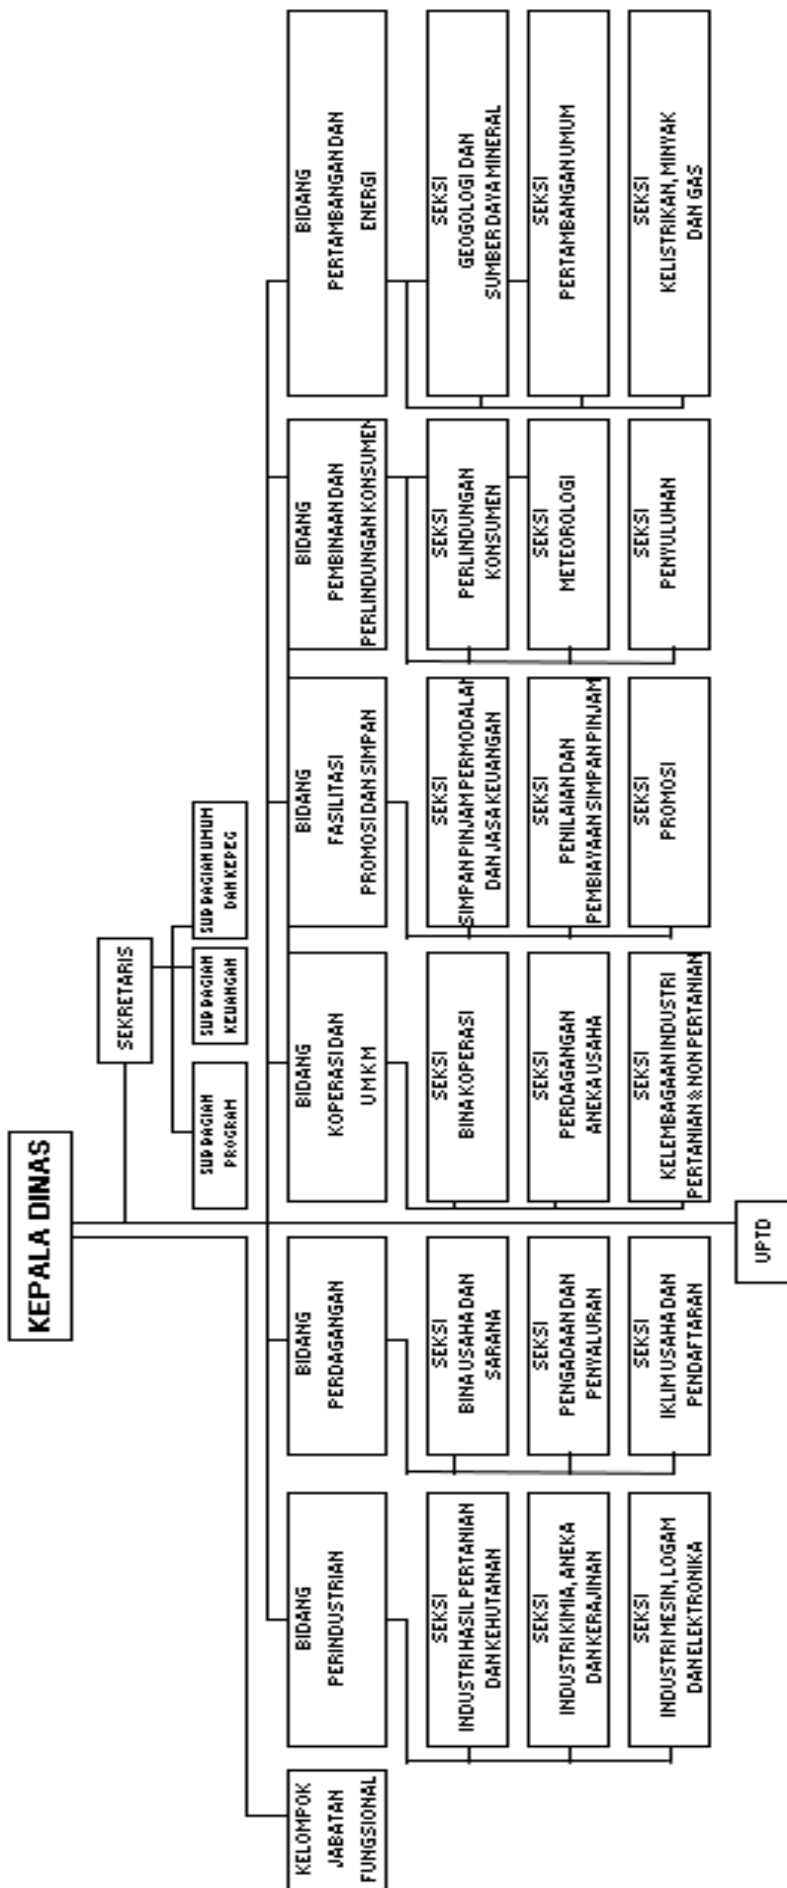 KEPALA DINAS
SEKRETARIS
SUP PAGIAN
PROGRAM
SUP PAGIAN
KEUANGAN
SUP PAGIAN UMUM
DAN KEPEG
KELOMPOK
JABATAN
FUNGSIONAL
BIDANG
PERINDUSTRIAN
BIDANG
PERDAGANGAN
BIDANG
KOPERASI DAN
UMKM
BIDANG
FASILITASI
PROMOSI DAN SIMPAN
BIDANG
PEMBINAAN DAN
PERLINDUNGAN KONSUMEN
BIDANG
PERTAMBANGAN DAN
ENERGI
SEKSI
INDUSTRI HASIL PERTANIAN
DAN KEHUTANAN
SEKSI
BINA USAHA DAN
SARANA
SEKSI
BINA KOPERASI
SEKSI
SIMPAN PINJAM PERMODALAN
DAN JASA KEUANGAN
SEKSI
PERLINDUNGAN
KONSUMEN
SEKSI
GEOGOLOGI DAN
SUMBER DAYA MINERAL
SEKSI
INDUSTRI KIMIA, ANEKA
DAN KERAJINAN
SEKSI
PENGADAAN DAN
PENYALURAN
SEKSI
PERDAGANGAN
ANEKA USAHA
SEKSI
PENILAIAN DAN
PEMBIAYAAN SIMPAN PINJAM
SEKSI
METEOROLOGI
SEKSI
PERTAMBANGAN UMUM
SEKSI
INDUSTRI MESIN, LOGAM
DAN ELEKTRONIKA
SEKSI
IKLIM USAHA DAN
PENDAFTARAN
SEKSI
KELEMBAGAAN INDUSTRI
PERTANIAN & NON PERTANIAN
SEKSI
PROMOSI
SEKSI
PENYULUHAN
SEKSI
KELISTRIKAN, MINYAK
DAN GAS
UPTD